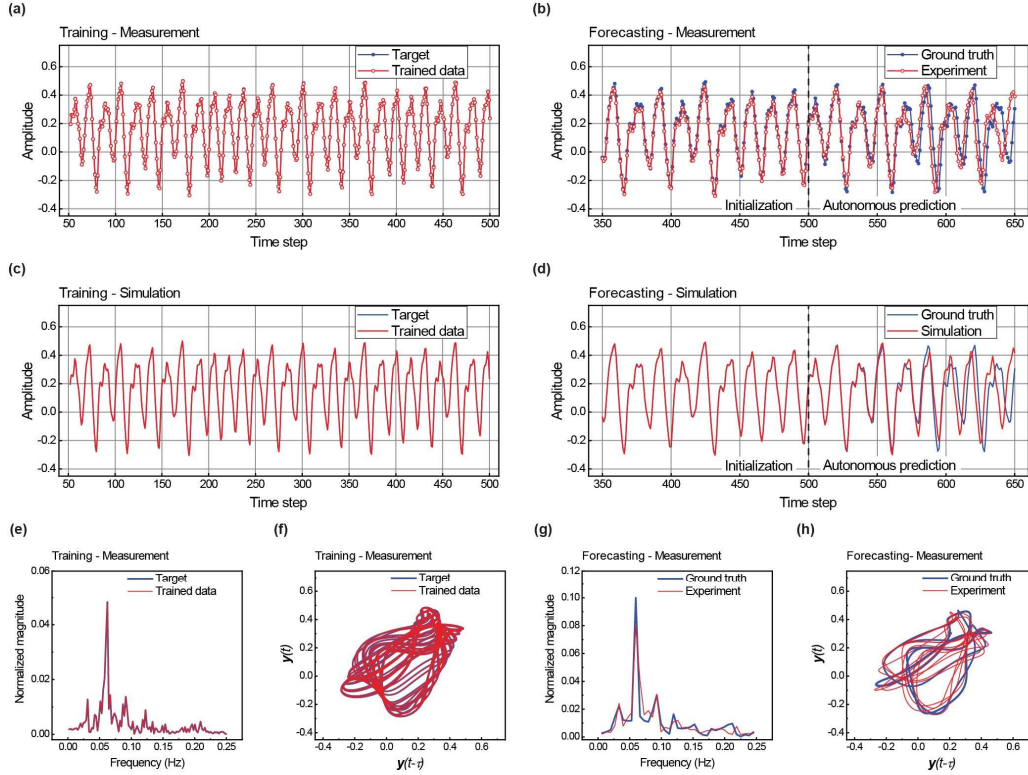 (a)
Training - Measurement
Target
Trained data
Amplitude
0.6
0.4
0.2
0.0
-0.2
-0.4
50 100 150 200 250 300 350 400 450 500
Time step
(b)
Forecasting - Measurement
Ground truth
Experiment
Amplitude
0.6
0.4
0.2
0.0
-0.2
-0.4
Initialization Autonomous prediction
350 400 450 500 550 600 650
Time step
(c)
Training - Simulation
Target
Trained data
Amplitude
0.6
0.4
0.2
0.0
-0.2
-0.4
50 100 150 200 250 300 350 400 450 500
Time step
(d)
Forecasting - Simulation
Ground truth
Simulation
Amplitude
0.6
0.4
0.2
0.0
-0.2
-0.4
Initialization Autonomous prediction
350 400 450 500 550 600 650
Time step
(e)
Training - Measurement
Target
Trained data
Normalized magnitude
0.06
0.04
0.02
0.00
0.00 0.05 0.10 0.15 0.20 0.25
Frequency (Hz)
(f)
Training - Measurement
Target
Trained data
y(t)
0.6
0.4
0.2
0.0
-0.2
-0.4
-0.4 -0.2 0.0 0.2 0.4 0.6
y(t-τ)
(g)
Forecasting - Measurement
Ground truth
Experiment
Normalized magnitude
0.12
0.10
0.08
0.06
0.04
0.02
0.00
0.00 0.05 0.10 0.15 0.20 0.25
Frequency (Hz)
(h)
Forecasting- Measurement
Ground truth
Experiment
y(t)
0.6
0.4
0.2
0.0
-0.2
-0.4
-0.4 -0.2 0.0 0.2 0.4 0.6
y(t-τ)